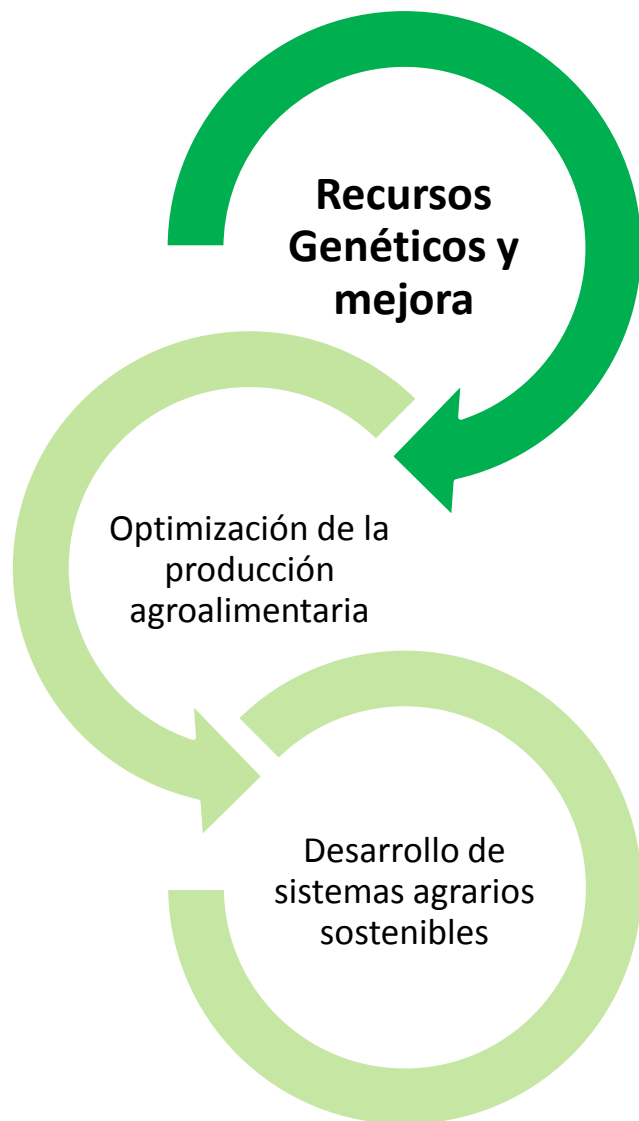 Recursos
Genéticos y
mejora
Optimización de la
producción
agroalimentaria
Desarrollo de
sistemas agrarios
sostenibles